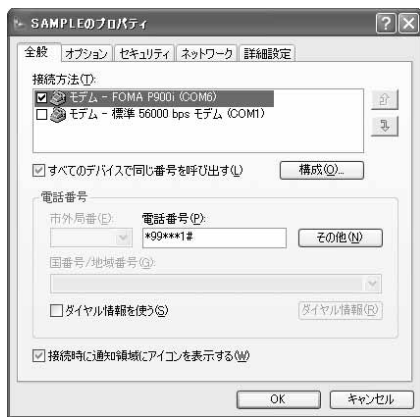 SAMPLEのプロパティ
全般 オプション セキュリティ ネットワーク 詳細設定
接続方法(T):
モデム - FOMA P900i (COM6)
モデム - 標準 56000 bps モデム (COM1)
すべてのデバイスで同じ番号を呼び出す(L) 構成(O)...
電話番号
市外局番(E): 電話番号(P):
*99***1# その他(N)
国番号/地域番号(G):
ダイヤル情報を使う(S) ダイヤル情報(R)
接続時に通知領域にアイコンを表示する(W)
OK キャンセル